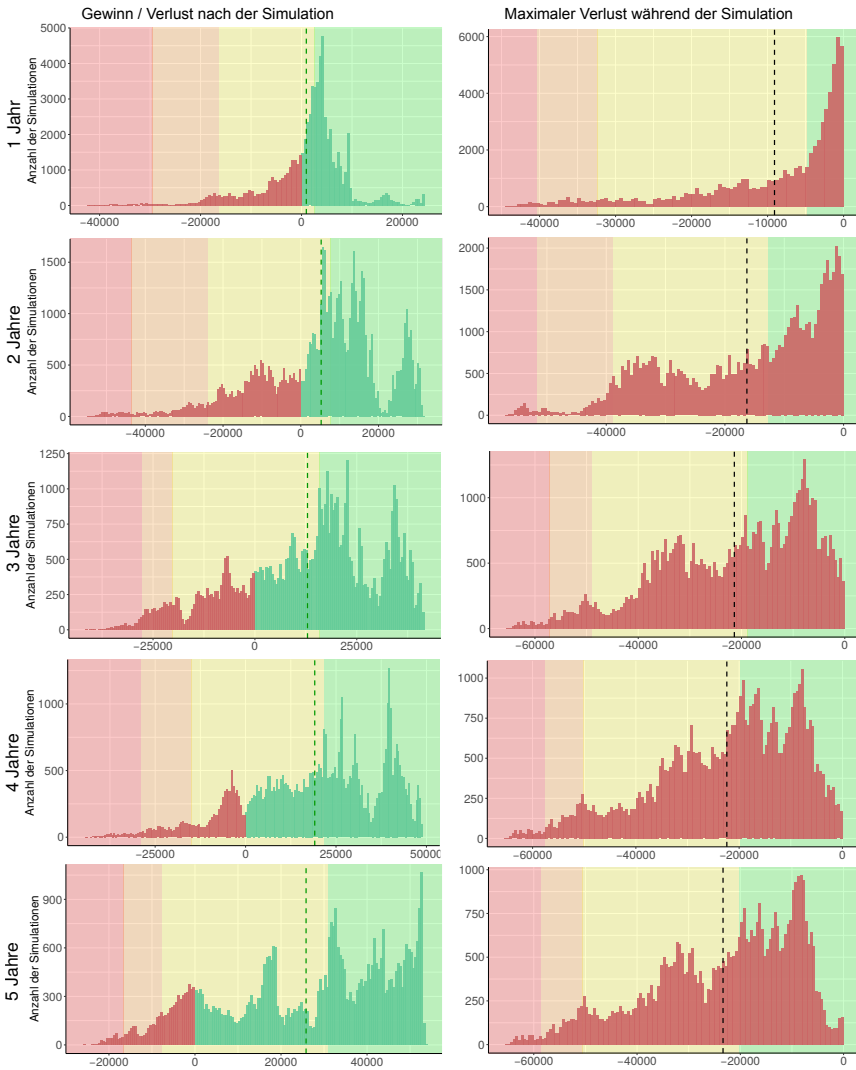 Gewinn / Verlust nach der Simulation
Maximaler Verlust während der Simulation
1 Jahr
Anzahl der Simulationen
5000
4000
3000
2000
1000
0
−40000 −20000 0 20000
6000
4000
2000
0
−40000 −30000 −20000 −10000 0
2 Jahre
Anzahl der Simulationen
1500
1000
500
0
−40000 −20000 0 20000
2000
1500
1000
500
0
−40000 −20000 0
3 Jahre
Anzahl der Simulationen
1250
1000
750
500
250
0
−25000 0 25000
1000
500
0
−60000 −40000 −20000 0
4 Jahre
Anzahl der Simulationen
1000
500
0
−25000 0 25000 50000
1000
750
500
250
0
−60000 −40000 −20000 0
5 Jahre
Anzahl der Simulationen
900
600
300
0
−20000 0 20000 40000
1000
750
500
250
0
−60000 −40000 −20000 0